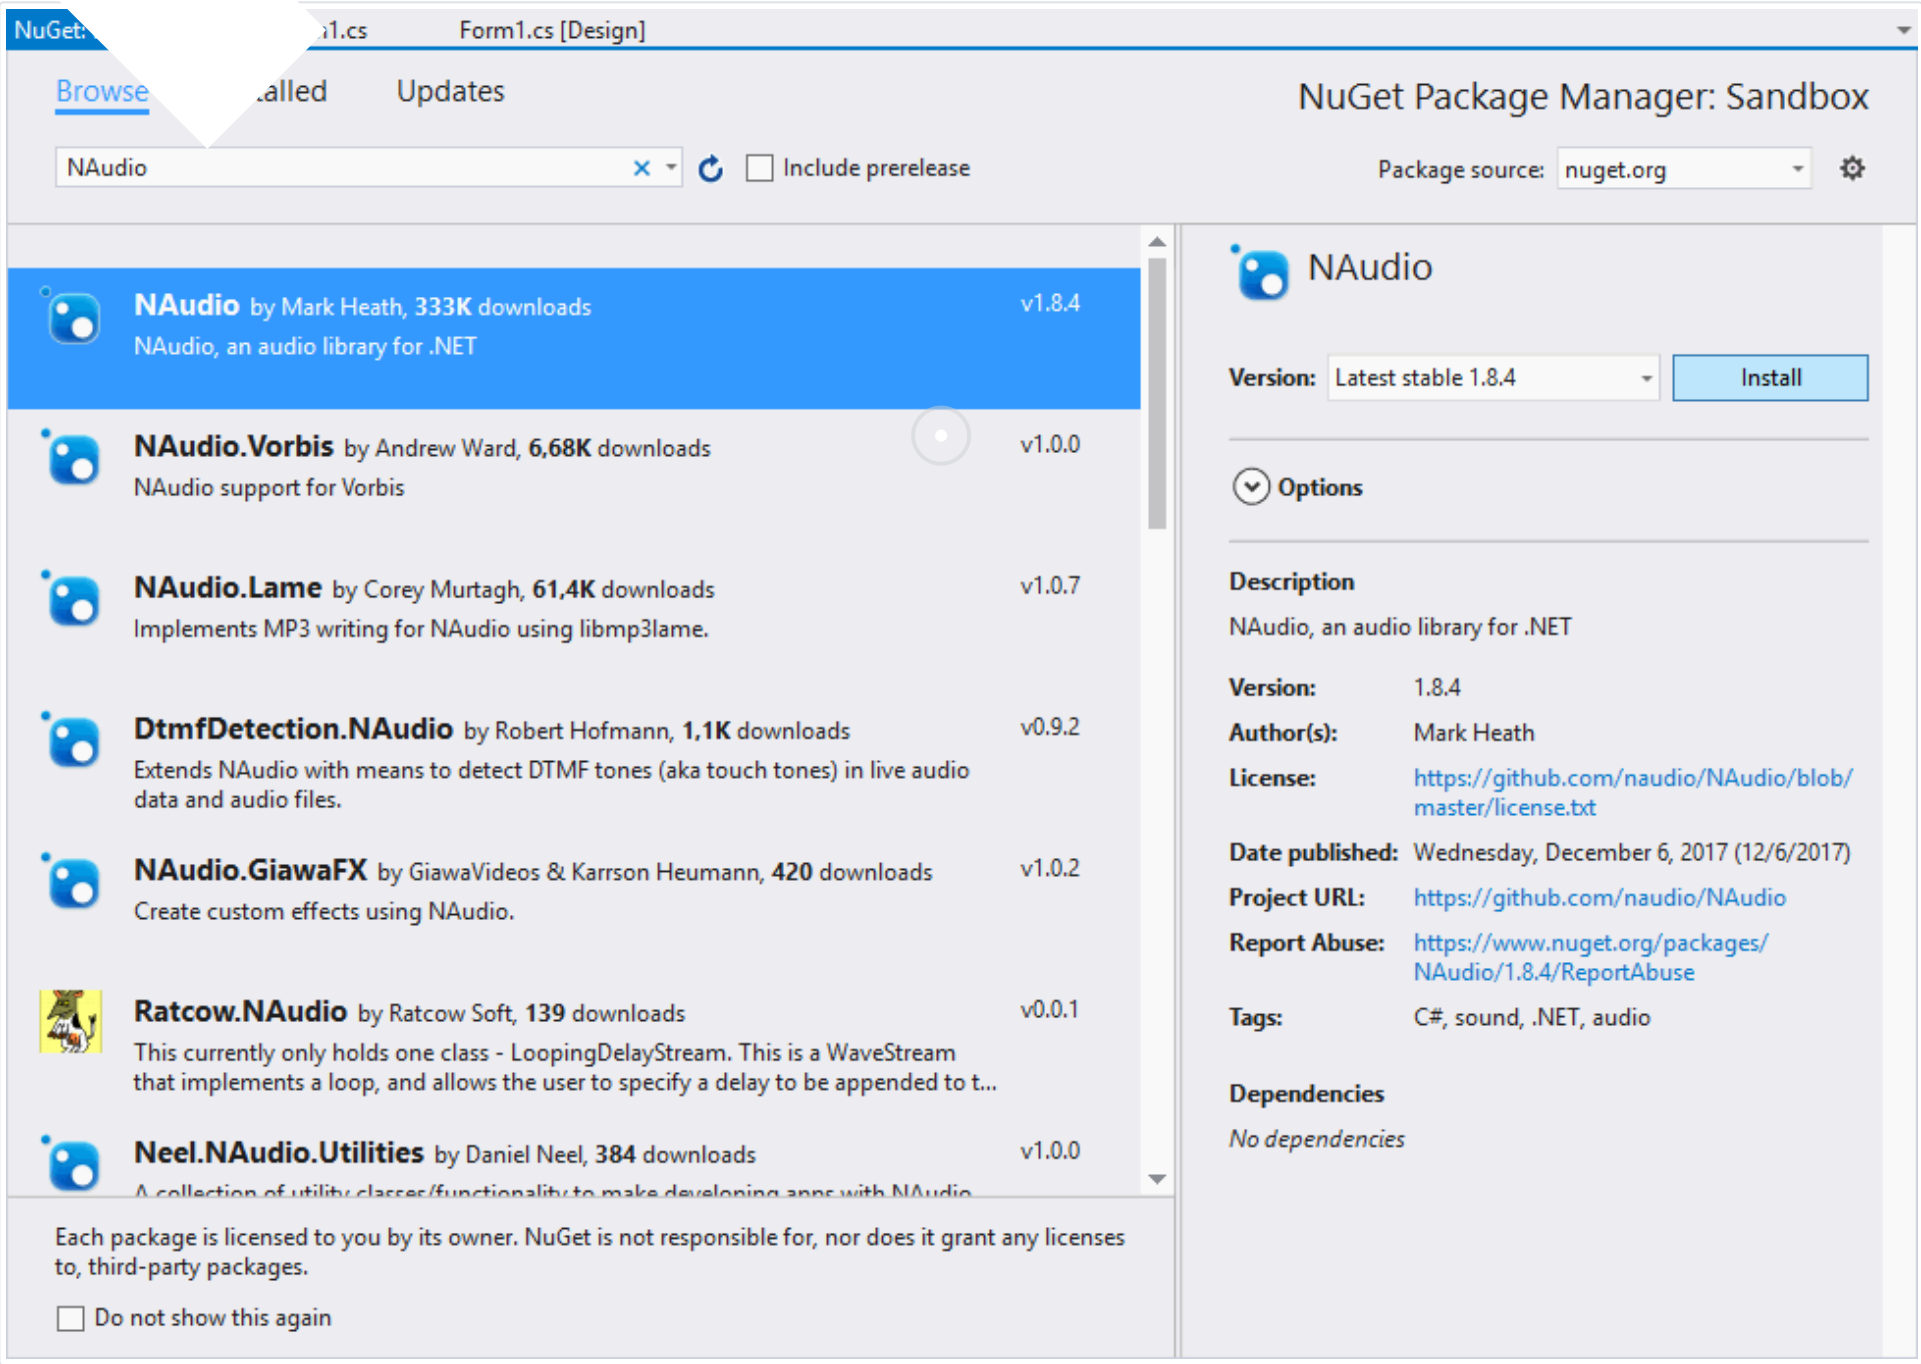 NuGet:
Form1.cs [Design]
Browse
Updates
NuGet Package Manager: Sandbox
NAudio
Include prerelease
Package source: nuget.org
NAudio by Mark Heath, 333K downloads
v1.8.4
NAudio, an audio library for .NET
NAudio.Vorbis by Andrew Ward, 6,68K downloads
v1.0.0
NAudio support for Vorbis
NAudio.Lame by Corey Murtagh, 61,4K downloads
v1.0.7
Implements MP3 writing for NAudio using libmp3lame.
DtmfDetection.NAudio by Robert Hofmann, 1,1K downloads
v0.9.2
Extends NAudio with means to detect DTMF tones (aka touch tones) in live audio
data and audio files.
NAudio.GiawaFX by GiawaVideos & Karrson Heumann, 420 downloads
v1.0.2
Create custom effects using NAudio.
Ratcow.NAudio by Ratcow Soft, 139 downloads
v0.0.1
This currently only holds one class - LoopingDelayStream. This is a WaveStream
that implements a loop, and allows the user to specify a delay to be appended to t...
Neel.NAudio.Utilities by Daniel Neel, 384 downloads
v1.0.0
A collection of utility classes/functionality to make developing apps with NAudio
Each package is licensed to you by its owner. NuGet is not responsible for, nor does it grant any licenses
to, third-party packages.
Do not show this again
NAudio
Version: Latest stable 1.8.4
Install
Options
Description
NAudio, an audio library for .NET
Version: 1.8.4
Author(s): Mark Heath
License: https://github.com/naudio/NAudio/blob/
master/license.txt
Date published: Wednesday, December 6, 2017 (12/6/2017)
Project URL: https://github.com/naudio/NAudio
Report Abuse: https://www.nuget.org/packages/
NAudio/1.8.4/ReportAbuse
Tags: C#, sound, .NET, audio
Dependencies
No dependencies